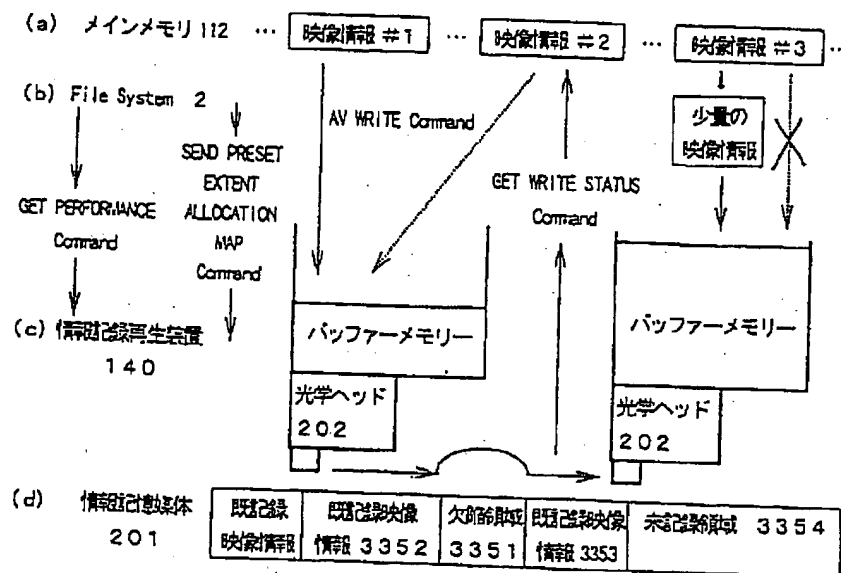 (a) メインメモリ 112 … 映像情報 #1 … 映像情報 #2 … 映像情報 #3 …
(b) File System 2
AV WRITE Command
少量の
映像情報
SEND PRESET
EXTENT
ALLOCATION
MAP
Command
GET PERFORMANCE
Command
GET WRITE STATUS
Command
(c) 情報記録再生装置
140
バッファーメモリー
バッファーメモリー
光学ヘッド
202
光学ヘッド
202
(d) 情報記憶媒体
201
既記録
映像情報
既記録映像
情報 3352
欠陥領域
3351
既記録映像
情報 3353
未記録領域 3354